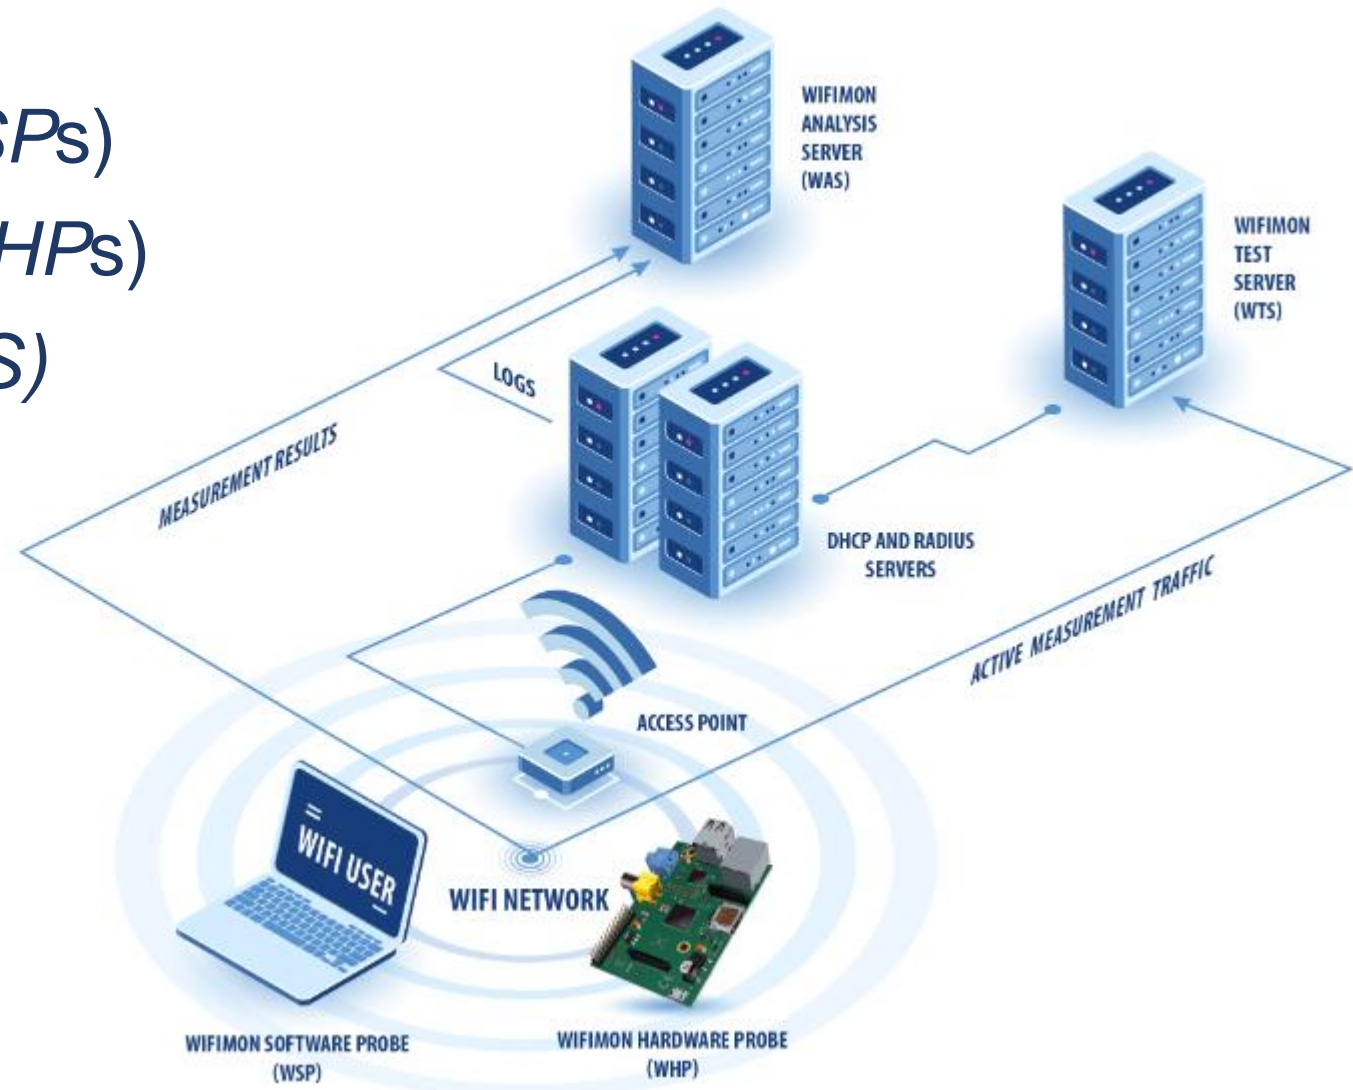 SPs)
HPs)
S)
WIFIMON
ANALYSIS
SERVER
(WAS)
WIFIMON
TEST
SERVER
(WTS)
LOGS
MEASUREMENT RESULTS
DHCP AND RADIUS
SERVERS
ACTIVE MEASUREMENT TRAFFIC
ACCESS POINT
WIFI USER
WIFI NETWORK
WIFIMON SOFTWARE PROBE
(WSP)
WIFIMON HARDWARE PROBE
(WHP)